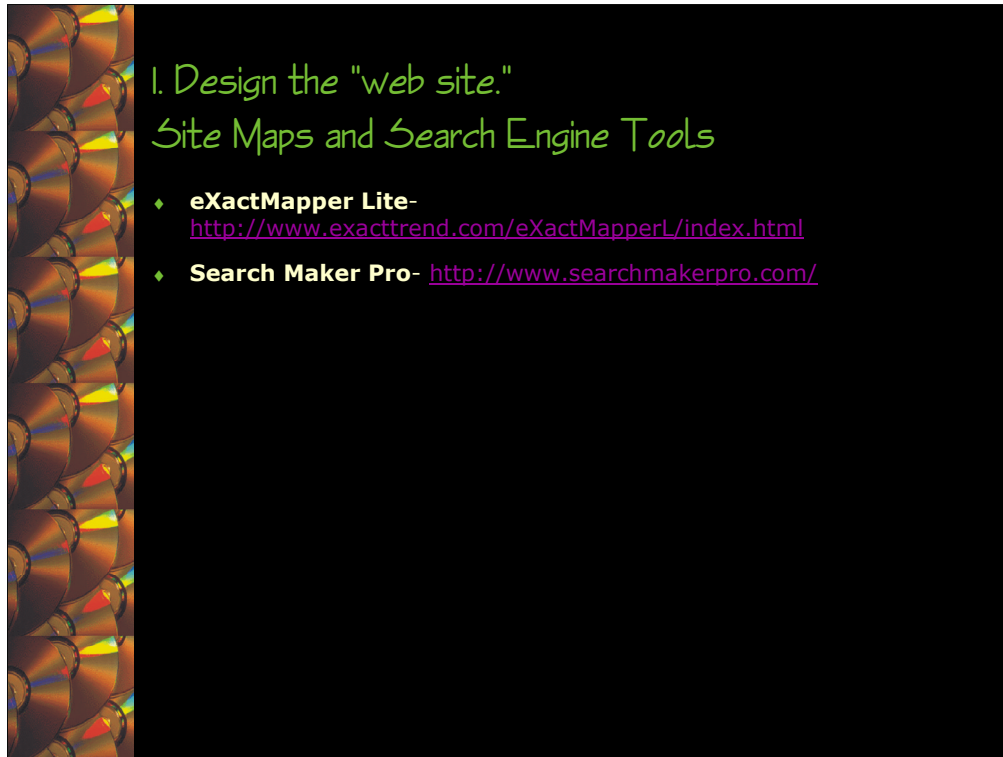 1. Design the "web site."
Site Maps and Search Engine Tools
♦ eXactMapper Lite-
http://www.exacttrend.com/eXactMapperL/index.html
♦ Search Maker Pro- http://www.searchmakerpro.com/